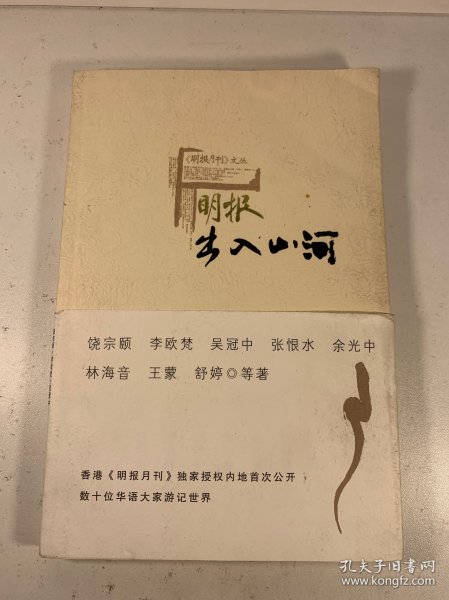 《明报月刊》文丛
明报
出入山河
饶宗颐 李欧梵 吴冠中 张恨水 余光中
林海音 王蒙 舒婷◎等著
香港《明报月刊》独家授权内地首次公开
数十位华语大家游记世界
孔夫子旧书网
www.kongfz.com